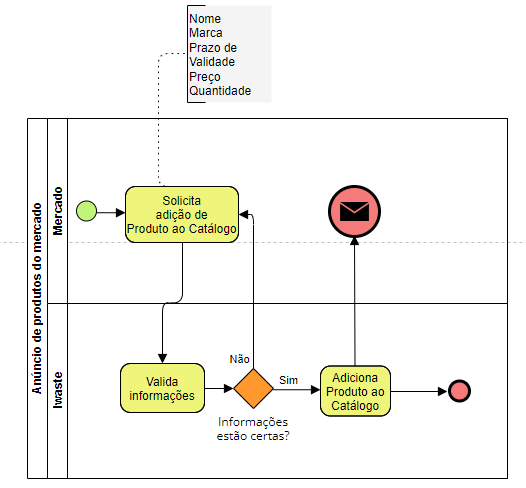 Nome
Marca
Prazo de
Validade
Preço
Quantidade
Anúncio de produtos do mercado
Mercado
Solicita
adição de
Produto ao Catálogo
Iwaste
Valida
informações
Não
Sim
Informações
estão certas?
Adiciona
Produto ao
Catálogo